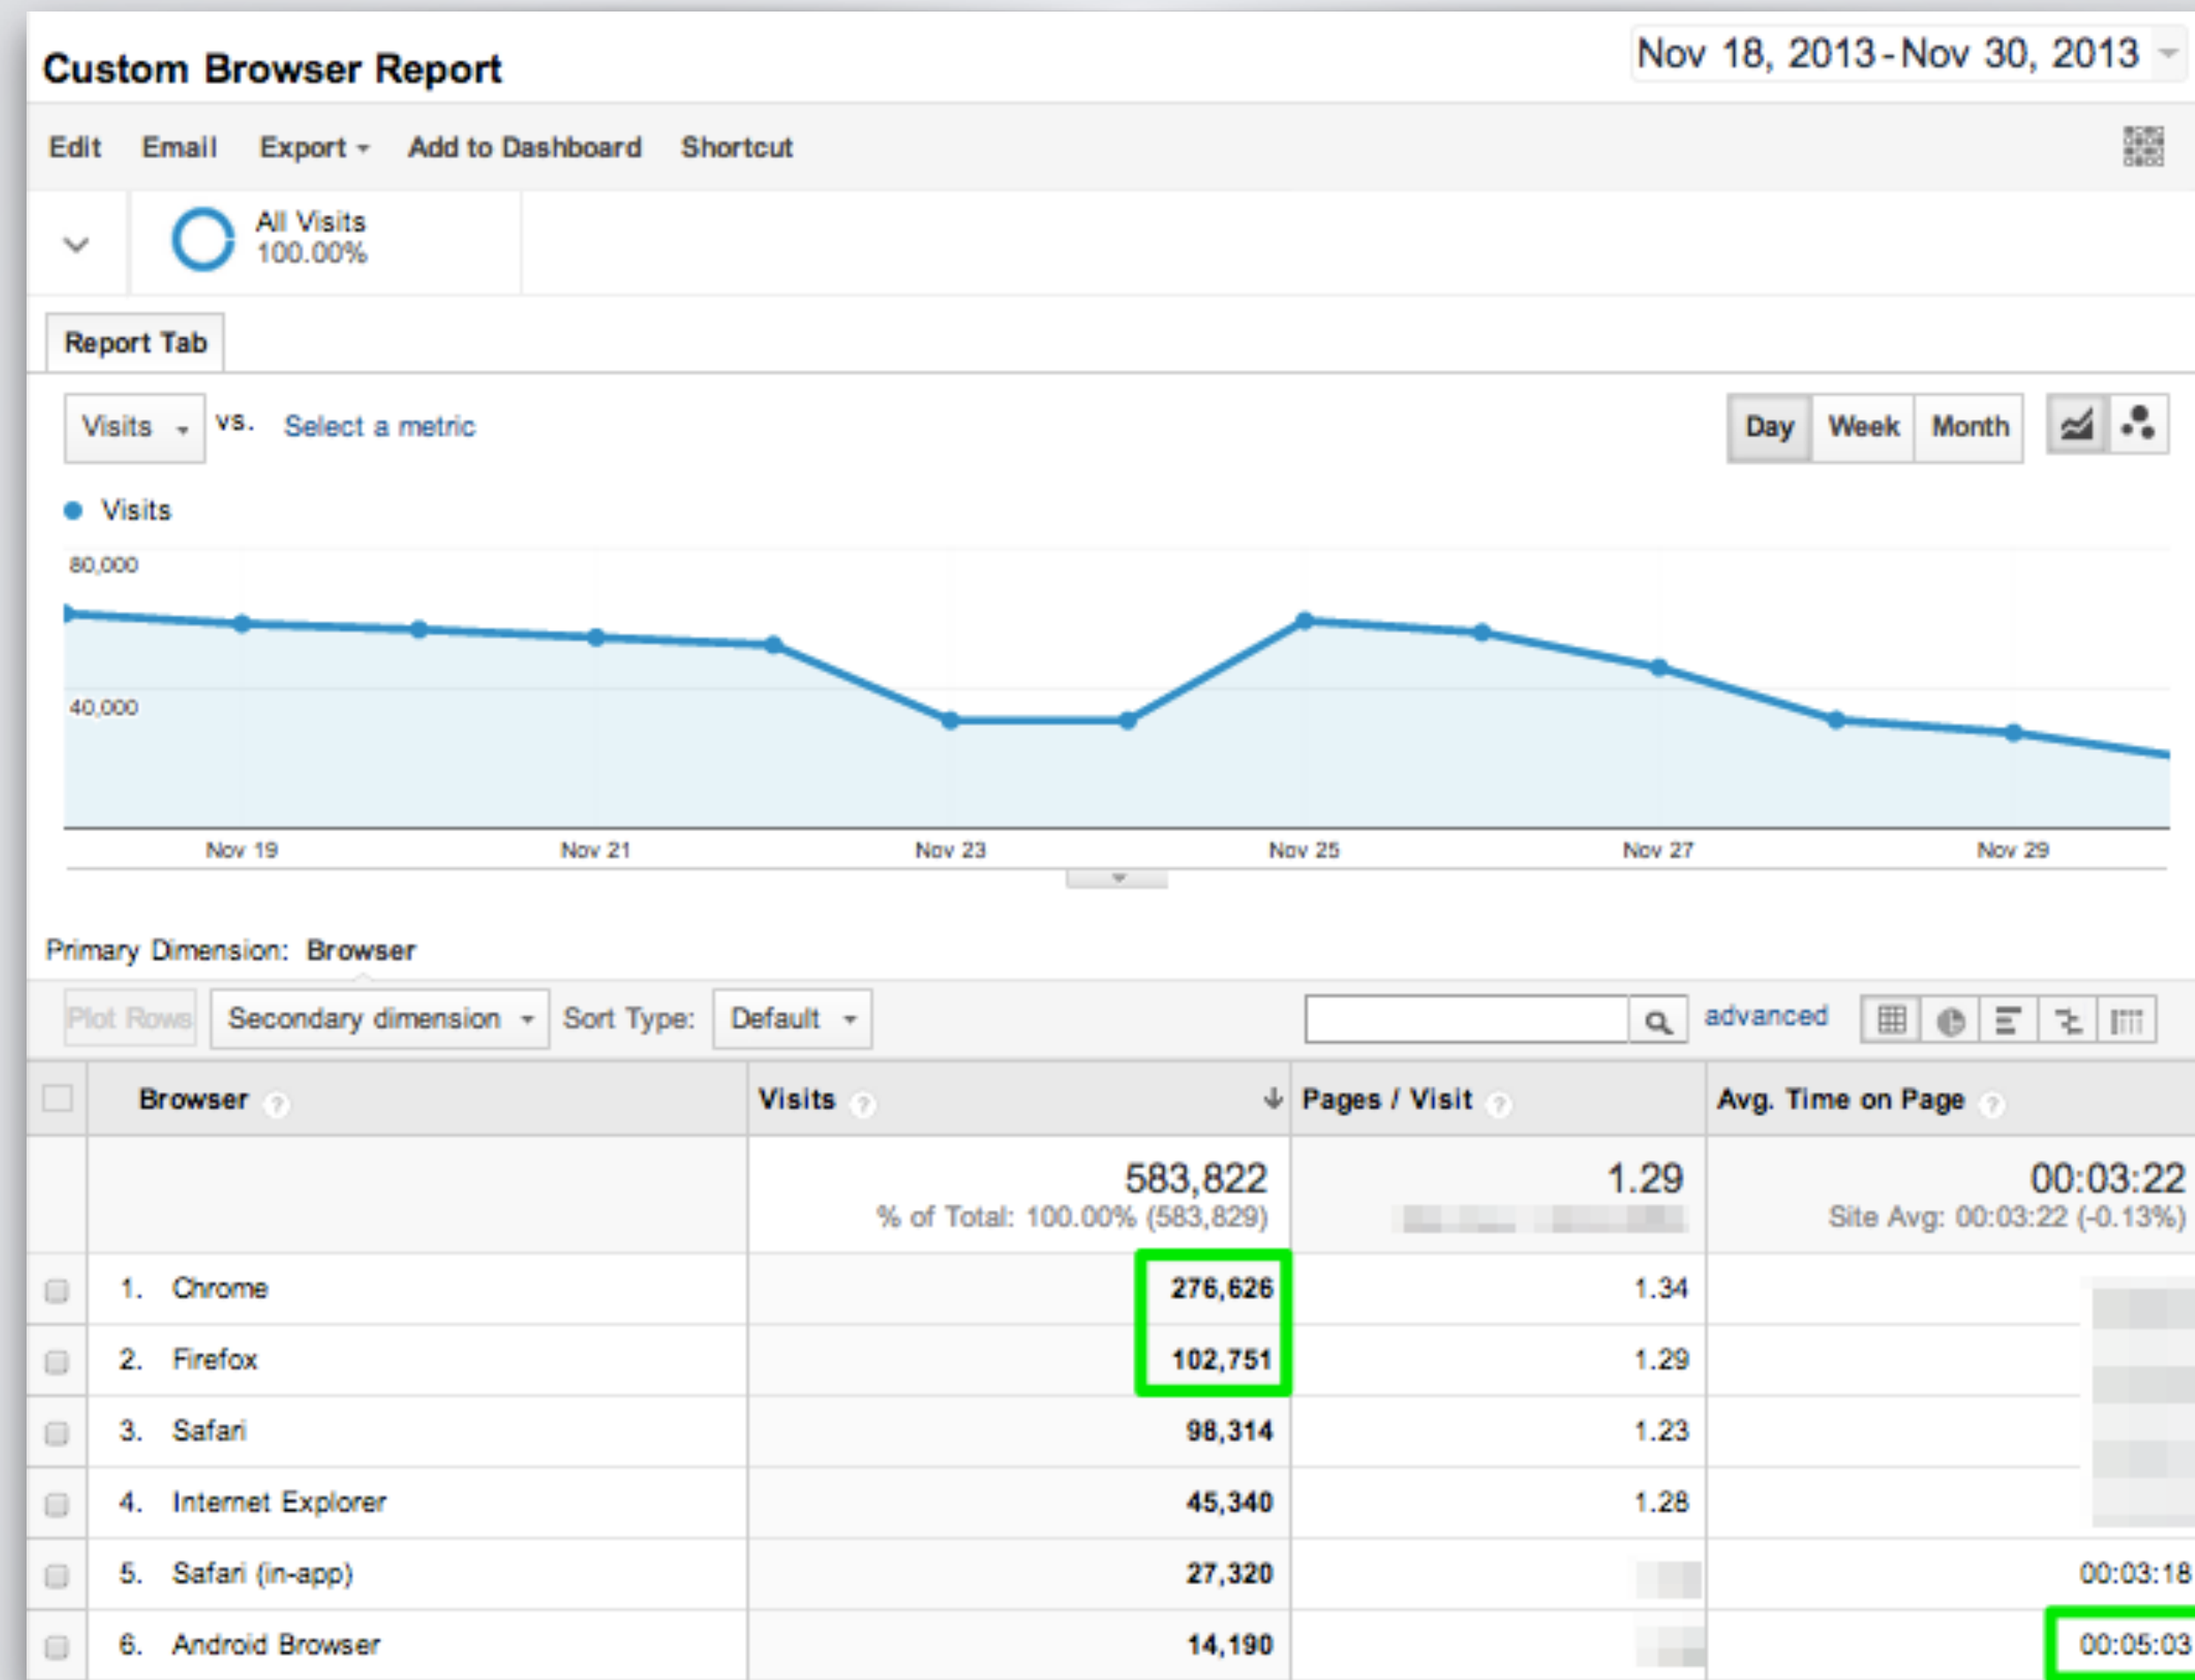 Custom Browser Report
Nov 18, 2013 - Nov 30, 2013
Edit Email Export Add to Dashboard Shortcut
All Visits
100.00%
Report Tab
Visits vs. Select a metric
Day Week Month
Visits
80,000
40,000
Nov 19 Nov 21 Nov 23 Nov 25 Nov 27 Nov 29
Primary Dimension: Browser
Plot Rows Secondary dimension Sort Type: Default advanced
Browser ? Visits ? Pages / Visit ? Avg. Time on Page ?
583,822 1.29 00:03:22
% of Total: 100.00% (583,829) Site Avg: 00:03:22 (-0.13%)
1. Chrome 276,626 1.34
2. Firefox 102,751 1.29
3. Safari 98,314 1.23
4. Internet Explorer 45,340 1.28
5. Safari (in-app) 27,320 00:03:18
6. Android Browser 14,190 00:05:03